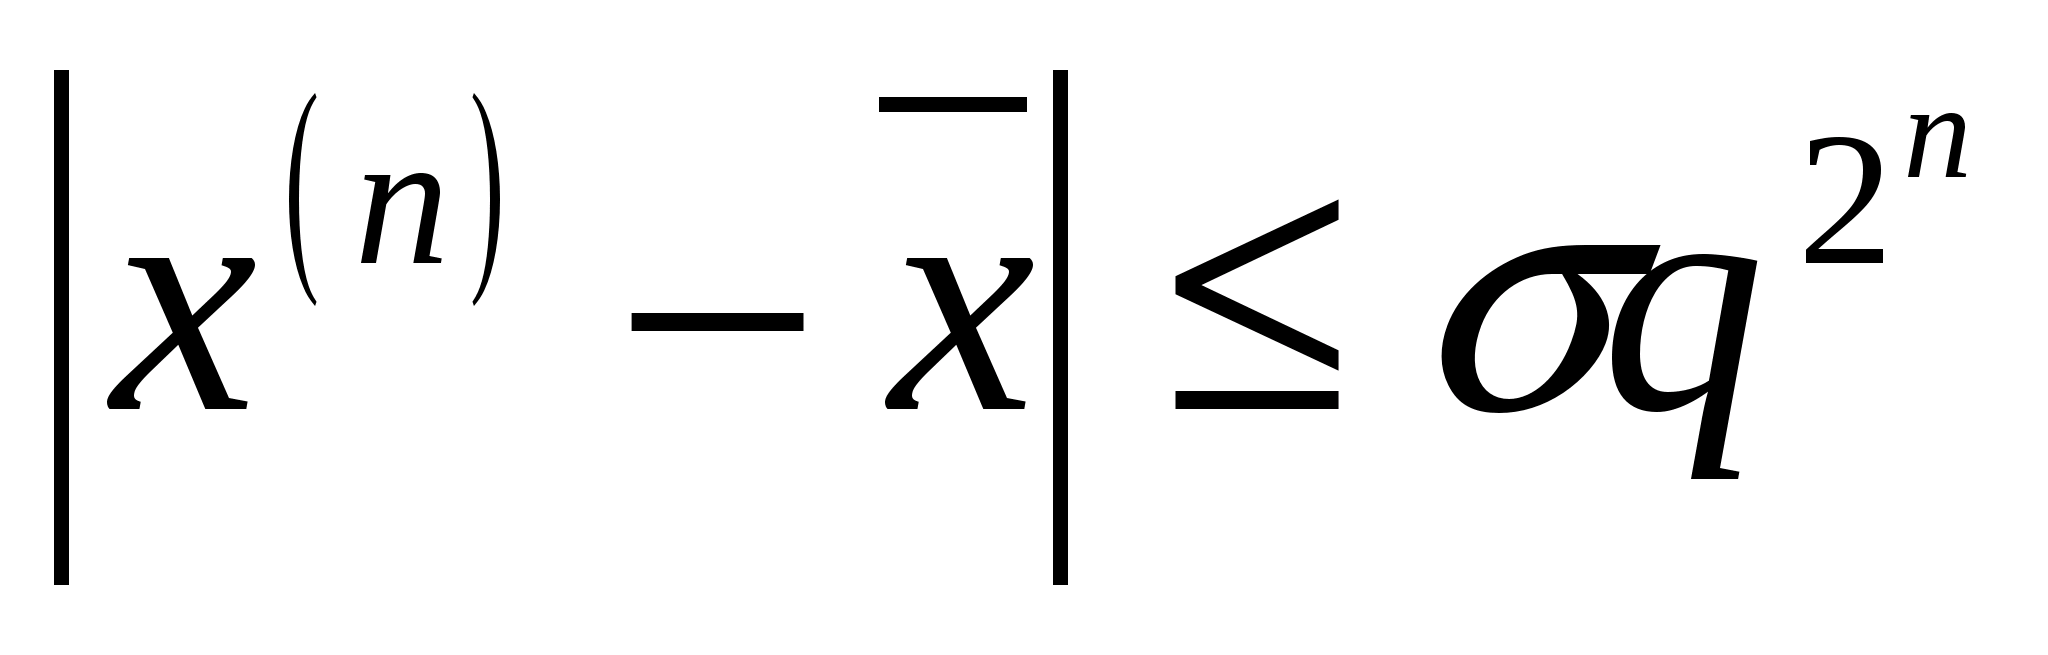 |x^(n) − x̅| ≤ σq^2^n